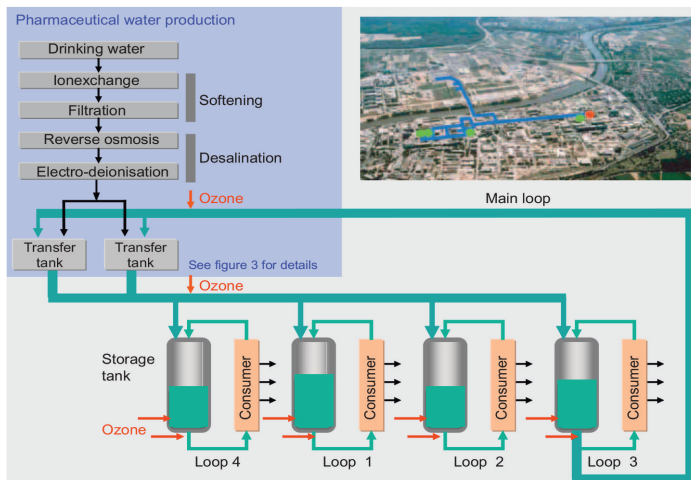 Pharmaceutical water production
Drinking water
Ionexchange
Softening
Filtration
Reverse osmosis
Desalination
Electro-deionisation
Ozone
Main loop
Transfer
tank
Transfer
tank
See figure 3 for details
Ozone
Storage
tank
Consumer
Consumer
Consumer
Consumer
Ozone
Loop 4
Loop 1
Loop 2
Loop 3